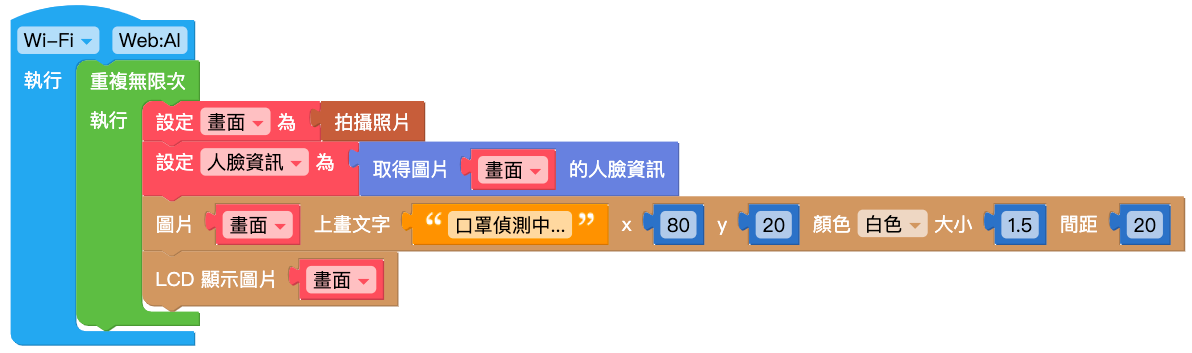 Wi-Fi Web:AI
執行 重複無限次
執行 設定 畫面 為 拍攝照片
設定 人臉資訊 為 取得圖片 畫面 的人臉資訊
圖片 畫面 上畫文字 “ 口罩偵測中... ” x 80 y 20 顏色 白色 大小 1.5 間距 20
LCD 顯示圖片 畫面